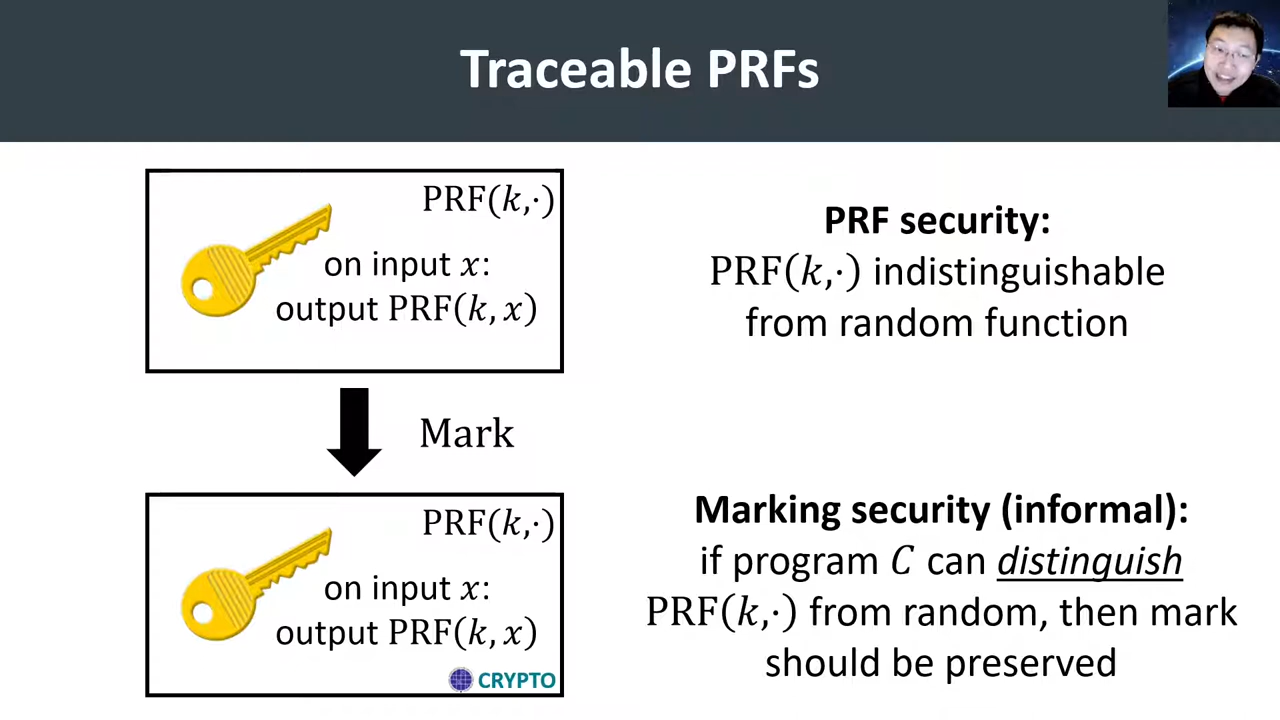 Traceable PRFs
PRF(k,·)
on input x:
output PRF(k, x)
PRF security:
PRF(k,·) indistinguishable
from random function
Mark
PRF(k,·)
on input x:
output PRF(k, x)
CRYPTO
Marking security (informal):
if program C can distinguish
PRF(k,·) from random, then mark
should be preserved